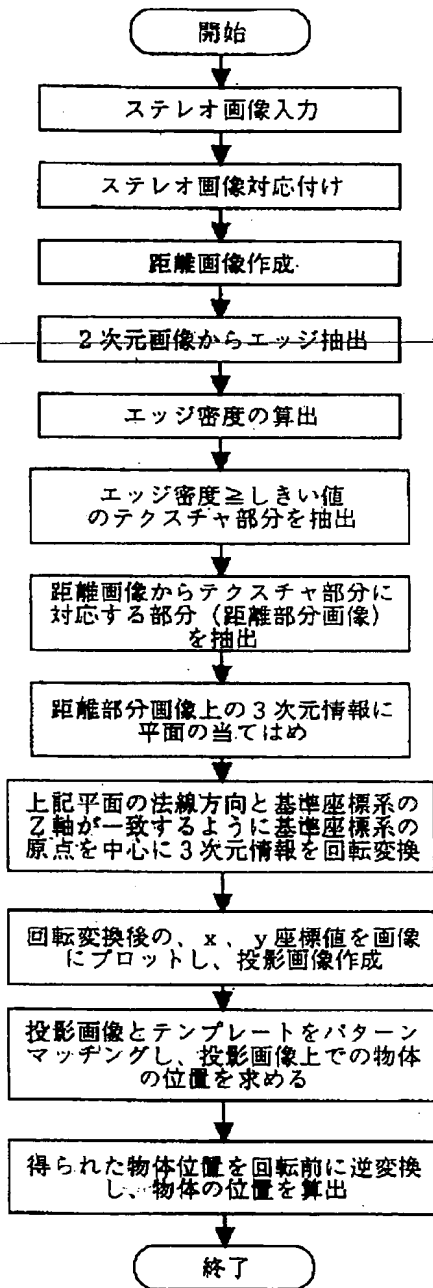 開始
ステレオ画像入力
ステレオ画像対応付け
距離画像作成
2次元画像からエッジ抽出
エッジ密度の算出
エッジ密度≧しきい値
のテクスチャ部分を抽出
距離画像からテクスチャ部分に
対応する部分（距離部分画像）
を抽出
距離部分画像上の3次元情報に
平面の当てはめ
上記平面の法線方向と基準座標系の
Z軸が一致するように基準座標系の
原点を中心に3次元情報を回転変換
回転変換後の、x、y座標値を画像
にプロットし、投影画像作成
投影画像とテンプレートをパターン
マッチングし、投影画像上での物体
の位置を求める
得られた物体位置を回転前に逆変換
し、物体の位置を算出
終了